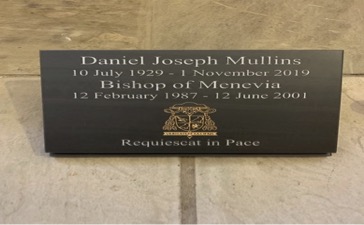 Daniel Joseph Mullins
10 July 1929 - 1 November 2019
Bishop of Menevia
12 February 1987 - 12 June 2001
Requiescat in Pace